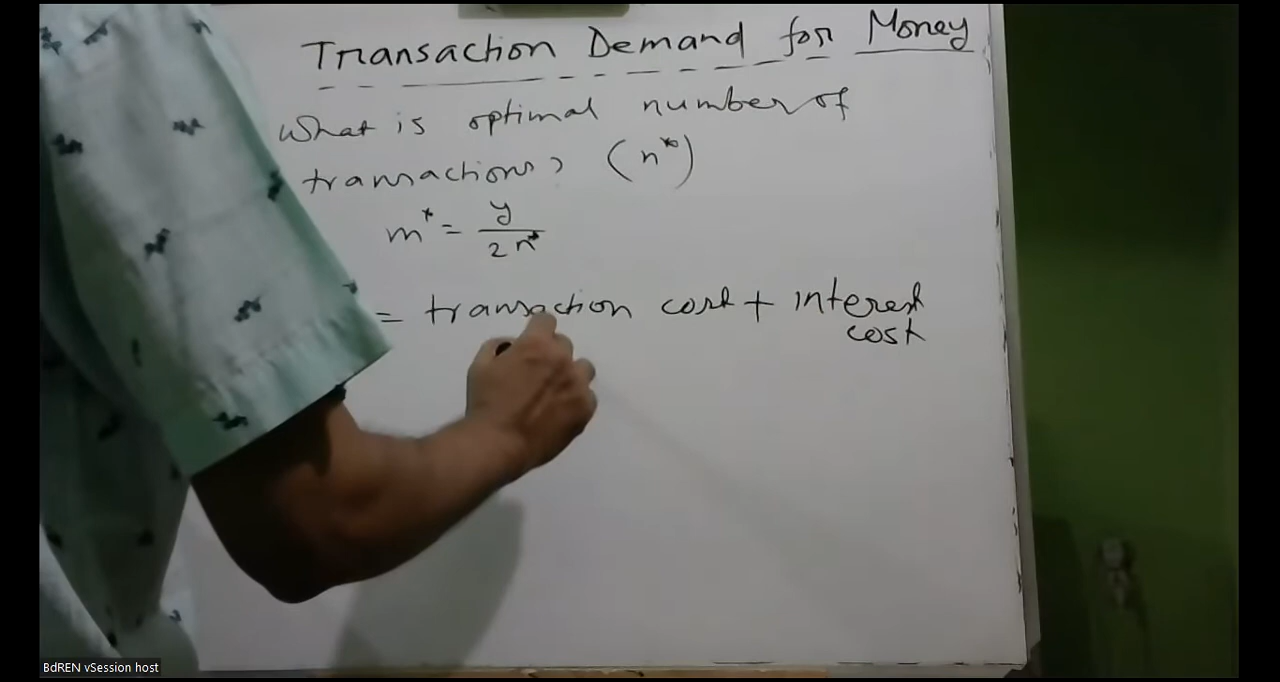 Transaction Demand for Money
What is optimal number of
transactions? (n*)
m* = y / 2n*
= transaction cost + interest
cost
BdREN vSession host